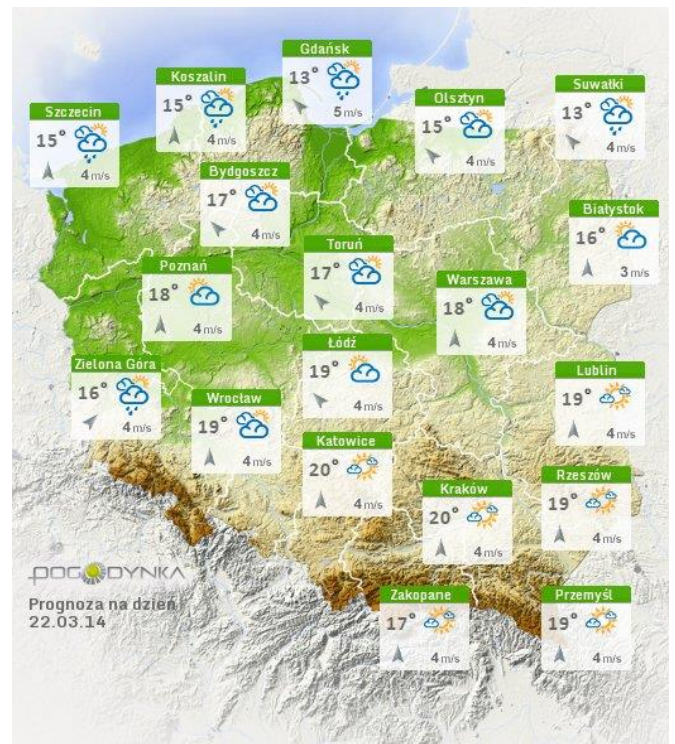 Gdańsk
13°
5 m/s
Koszalin
15°
4 m/s
Suwałki
13°
4 m/s
Olsztyn
15°
4 m/s
Szczecin
15°
4 m/s
Bydgoszcz
17°
4 m/s
Białystok
16°
3 m/s
Toruń
17°
4 m/s
Poznań
18°
4 m/s
Warszawa
18°
4 m/s
Łódź
19°
4 m/s
Zielona Góra
16°
4 m/s
Lublin
19°
4 m/s
Wrocław
19°
4 m/s
Katowice
20°
4 m/s
Rzeszów
19°
4 m/s
Kraków
20°
4 m/s
POGODYNKA
Prognoza na dzień
22.03.14
Zakopane
17°
4 m/s
Przemyśl
19°
4 m/s